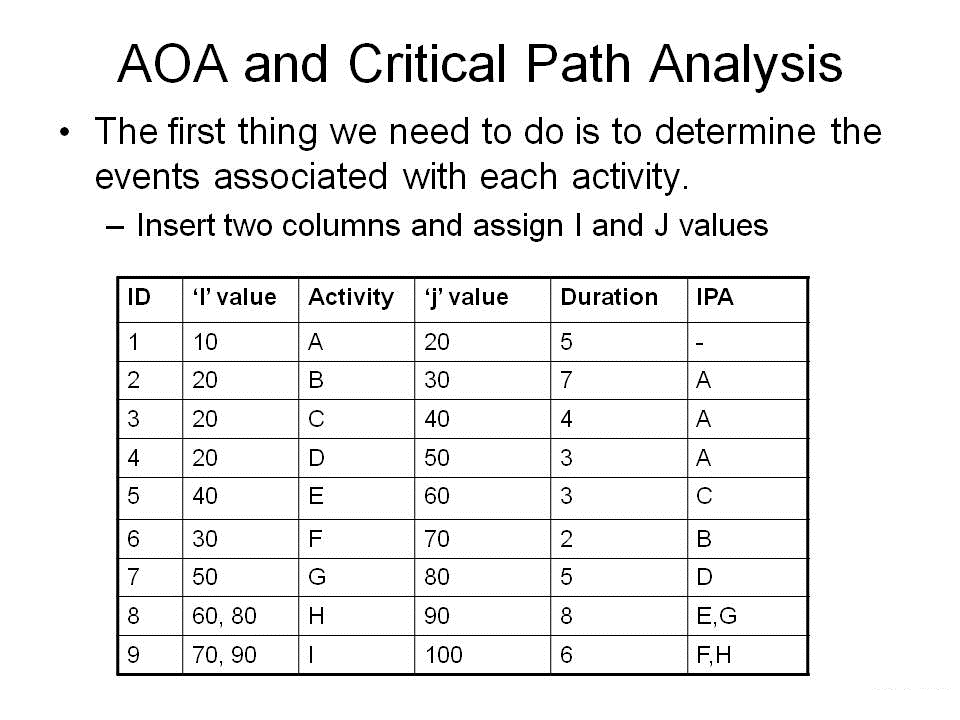 AOA and Critical Path Analysis
• The first thing we need to do is to determine the
events associated with each activity.
– Insert two columns and assign I and J values
ID ‘I’ value Activity ‘j’ value Duration IPA
1 10 A 20 5 -
2 20 B 30 7 A
3 20 C 40 4 A
4 20 D 50 3 A
5 40 E 60 3 C
6 30 F 70 2 B
7 50 G 80 5 D
8 60, 80 H 90 8 E,G
9 70, 90 I 100 6 F,H